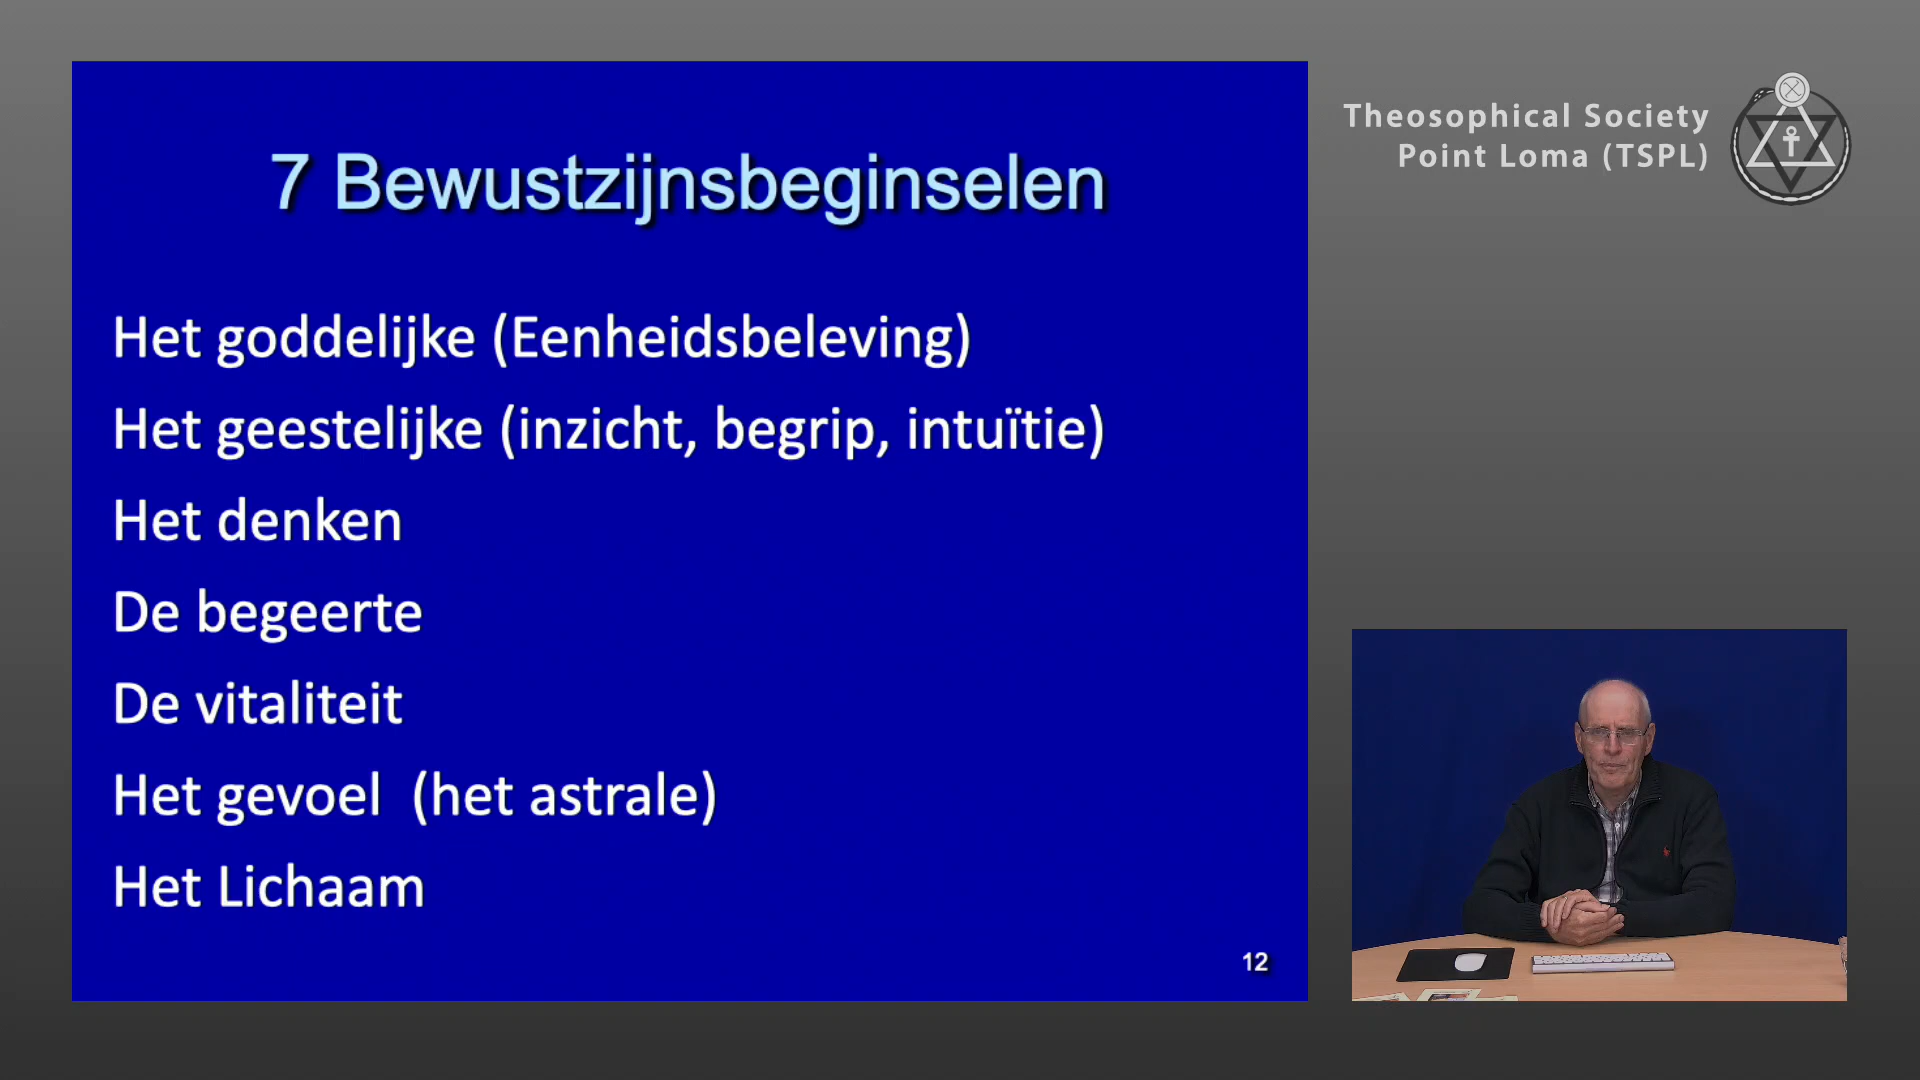 7 Bewustzijnsbeginselen
Het goddelijke (Eenheidsbeleving)
Het geestelijke (inzicht, begrip, intuïtie)
Het denken
De begeerte
De vitaliteit
Het gevoel (het astrale)
Het Lichaam
12
Theosophical Society
Point Loma (TSPL)